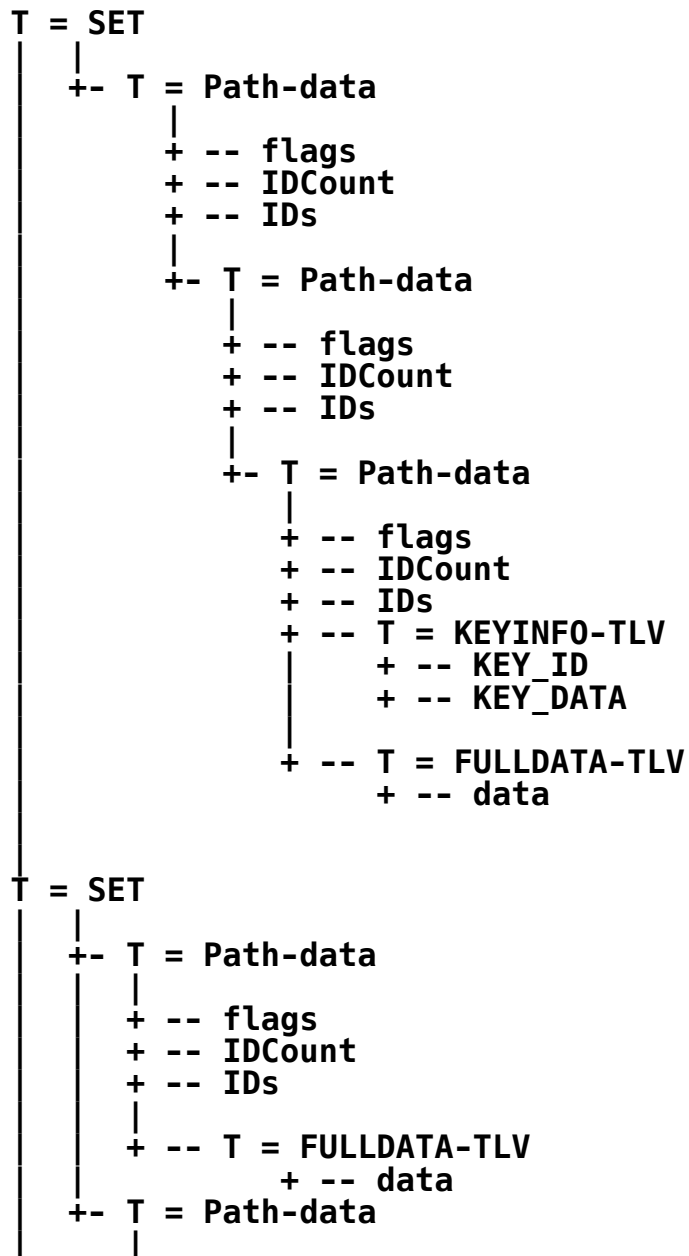 T = SET
|  |
|  +- T = Path-data
|       |
|       + -- flags
|       + -- IDCount
|       + -- IDs
|       |
|       +- T = Path-data
|          |
|          + -- flags
|          + -- IDCount
|          + -- IDs
|          |
|          +- T = Path-data
|             |
|             + -- flags
|             + -- IDCount
|             + -- IDs
|             + -- T = KEYINFO-TLV
|             |    + -- KEY_ID
|             |    + -- KEY_DATA
|             |
|             + -- T = FULLDATA-TLV
|                  + -- data
|
|
T = SET
|  |
|  +- T = Path-data
|  |  |
|  |  + -- flags
|  |  + -- IDCount
|  |  + -- IDs
|  |  |
|  |  + -- T = FULLDATA-TLV
|  |          + -- data
|  +- T = Path-data
|     |